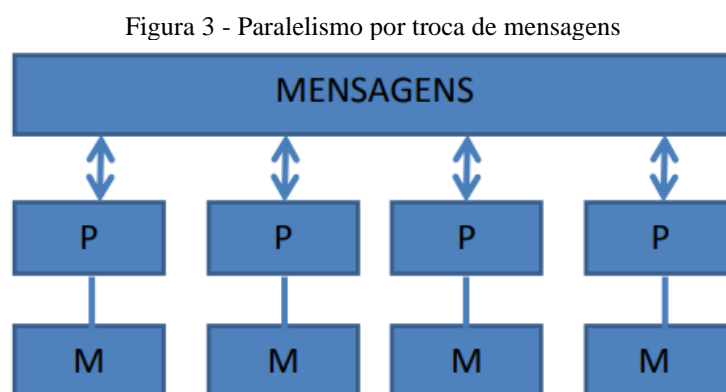 Figura 3 - Paralelismo por troca de mensagens
MENSAGENS
P P P P
M M M M